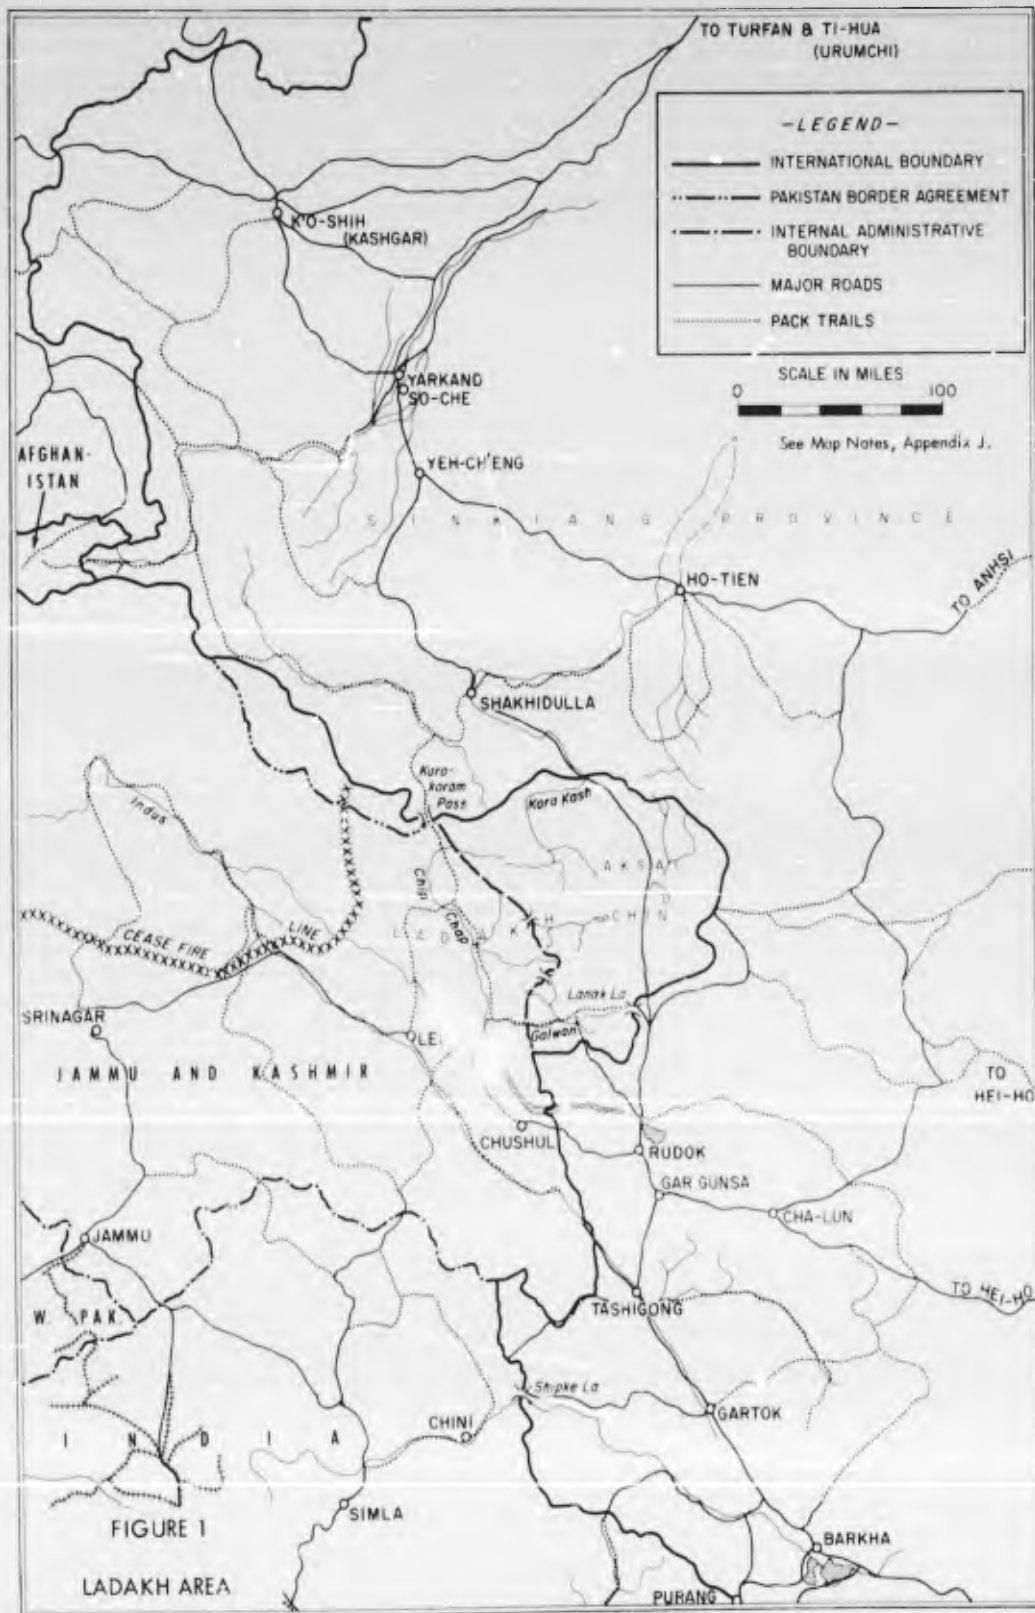 TO TURFAN & TI-HUA
(URUMCHI)
-LEGEND-
INTERNATIONAL BOUNDARY
PAKISTAN BORDER AGREEMENT
INTERNAL ADMINISTRATIVE
BOUNDARY
MAJOR ROADS
PACK TRAILS
K'O-SHIH
(KASHGAR)
SCALE IN MILES
0 100
See Map Notes, Appendix J.
YARKAND
SO-CHE
AFGHAN-
ISTAN
YEH-CH'ENG
SINKIANG PROVINCE
HO-TIEN
TO ANHSI
SHAKHIDULLA
Kara-
koram
Pass
Kara Kash
Indus
AKSAI
CHIN
Chip
Chap
LADAKH
CEASE FIRE LINE
Lanak La
Galwan
SRINAGAR
JAMMU AND KASHMIR
TO
HEI-HO
CHUSHUL
RUDOK
GAR GUNSA
CHA-LUN
JAMMU
W. PAK.
TASHIGONG
TO HEI-HO
Shipke La
GARTOK
CHINI
INDIA
SIMLA
FIGURE 1
LADAKH AREA
BARKHA
PURANG